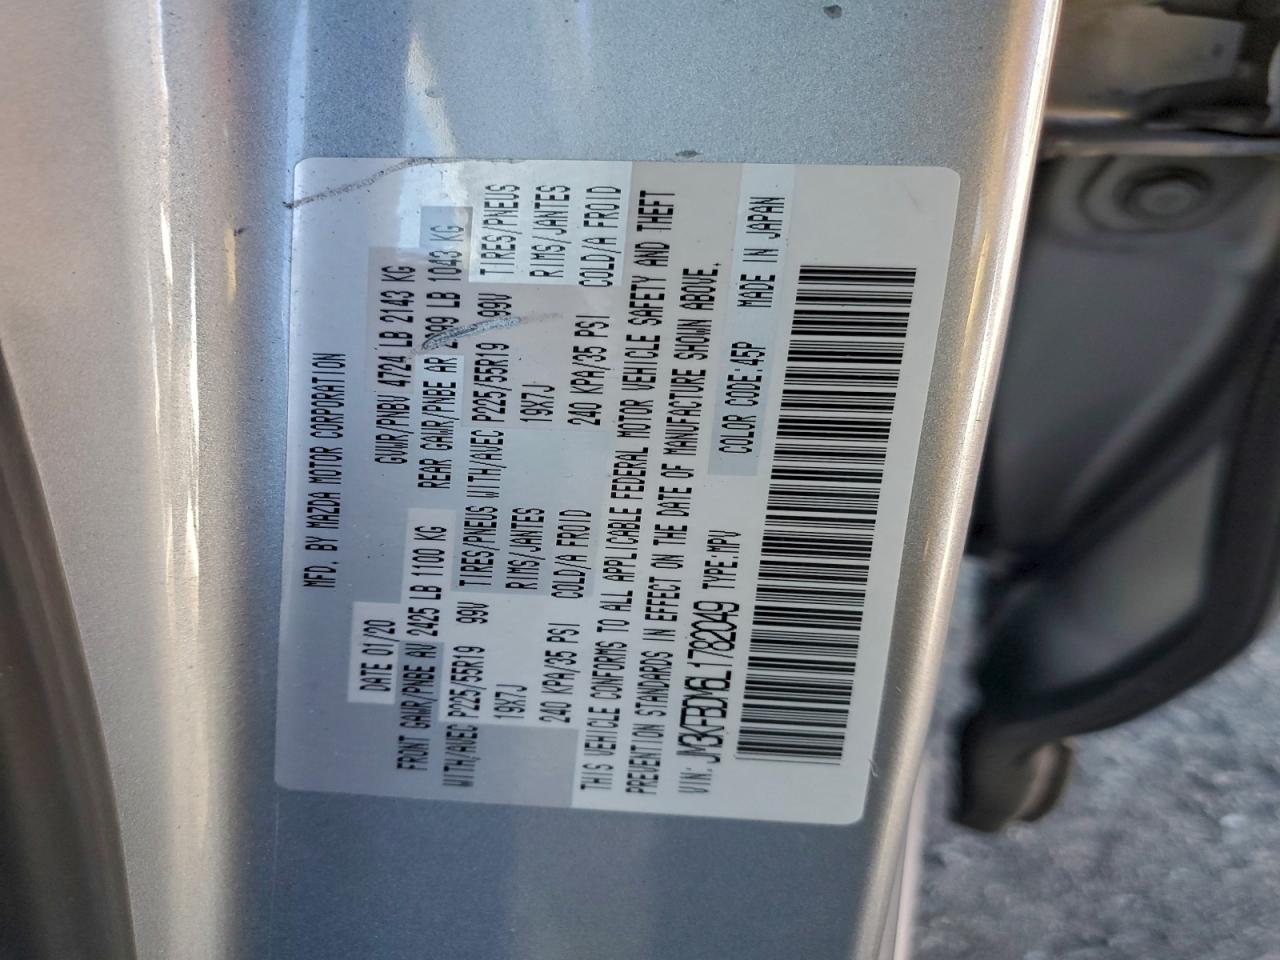 MFD. BY MAZDA MOTOR CORPORATION
DATE 01/20 GVWR/PNBV 4724 LB 2143 KG
FRONT GAWR/PNBE AV 2425 LB 1100 KG REAR GAWR/PNBE AR 2299 LB 1043 KG
WITH/AVEC P225/55R19 99V TIRES/PNEUS WITH/AVEC P225/55R19 99V TIRES/PNEUS
19X7J RIMS/JANTES 19X7J RIMS/JANTES
240 KPA/35 PSI COLD/A FROID 240 KPA/35 PSI COLD/A FROID
THIS VEHICLE CONFORMS TO ALL APPLICABLE FEDERAL MOTOR VEHICLE SAFETY AND THEFT
PREVENTION STANDARDS IN EFFECT ON THE DATE OF MANUFACTURE SHOWN ABOVE.
VIN: JM3KFBDM6L1782049 TYPE:MPV COLOR CODE:45P MADE IN JAPAN